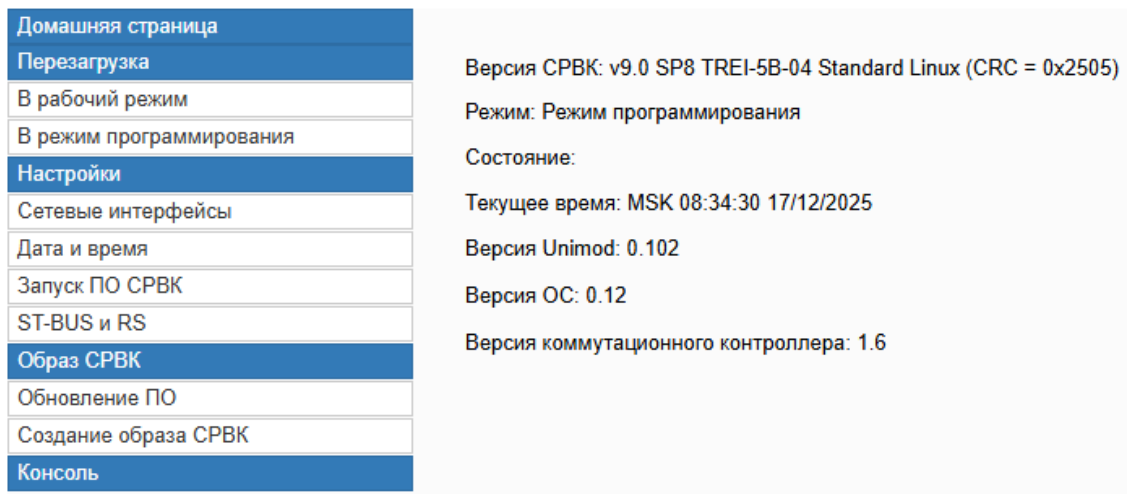 Домашняя страница
Перезагрузка
В рабочий режим
В режим программирования
Настройки
Сетевые интерфейсы
Дата и время
Запуск ПО СРВК
ST-BUS и RS
Образ СРВК
Обновление ПО
Создание образа СРВК
Консоль
Версия СРВК: v9.0 SP8 TREI-5B-04 Standard Linux (CRC = 0x2505)
Режим: Режим программирования
Состояние:
Текущее время: MSK 08:34:30 17/12/2025
Версия Unimod: 0.102
Версия ОС: 0.12
Версия коммутационного контроллера: 1.6